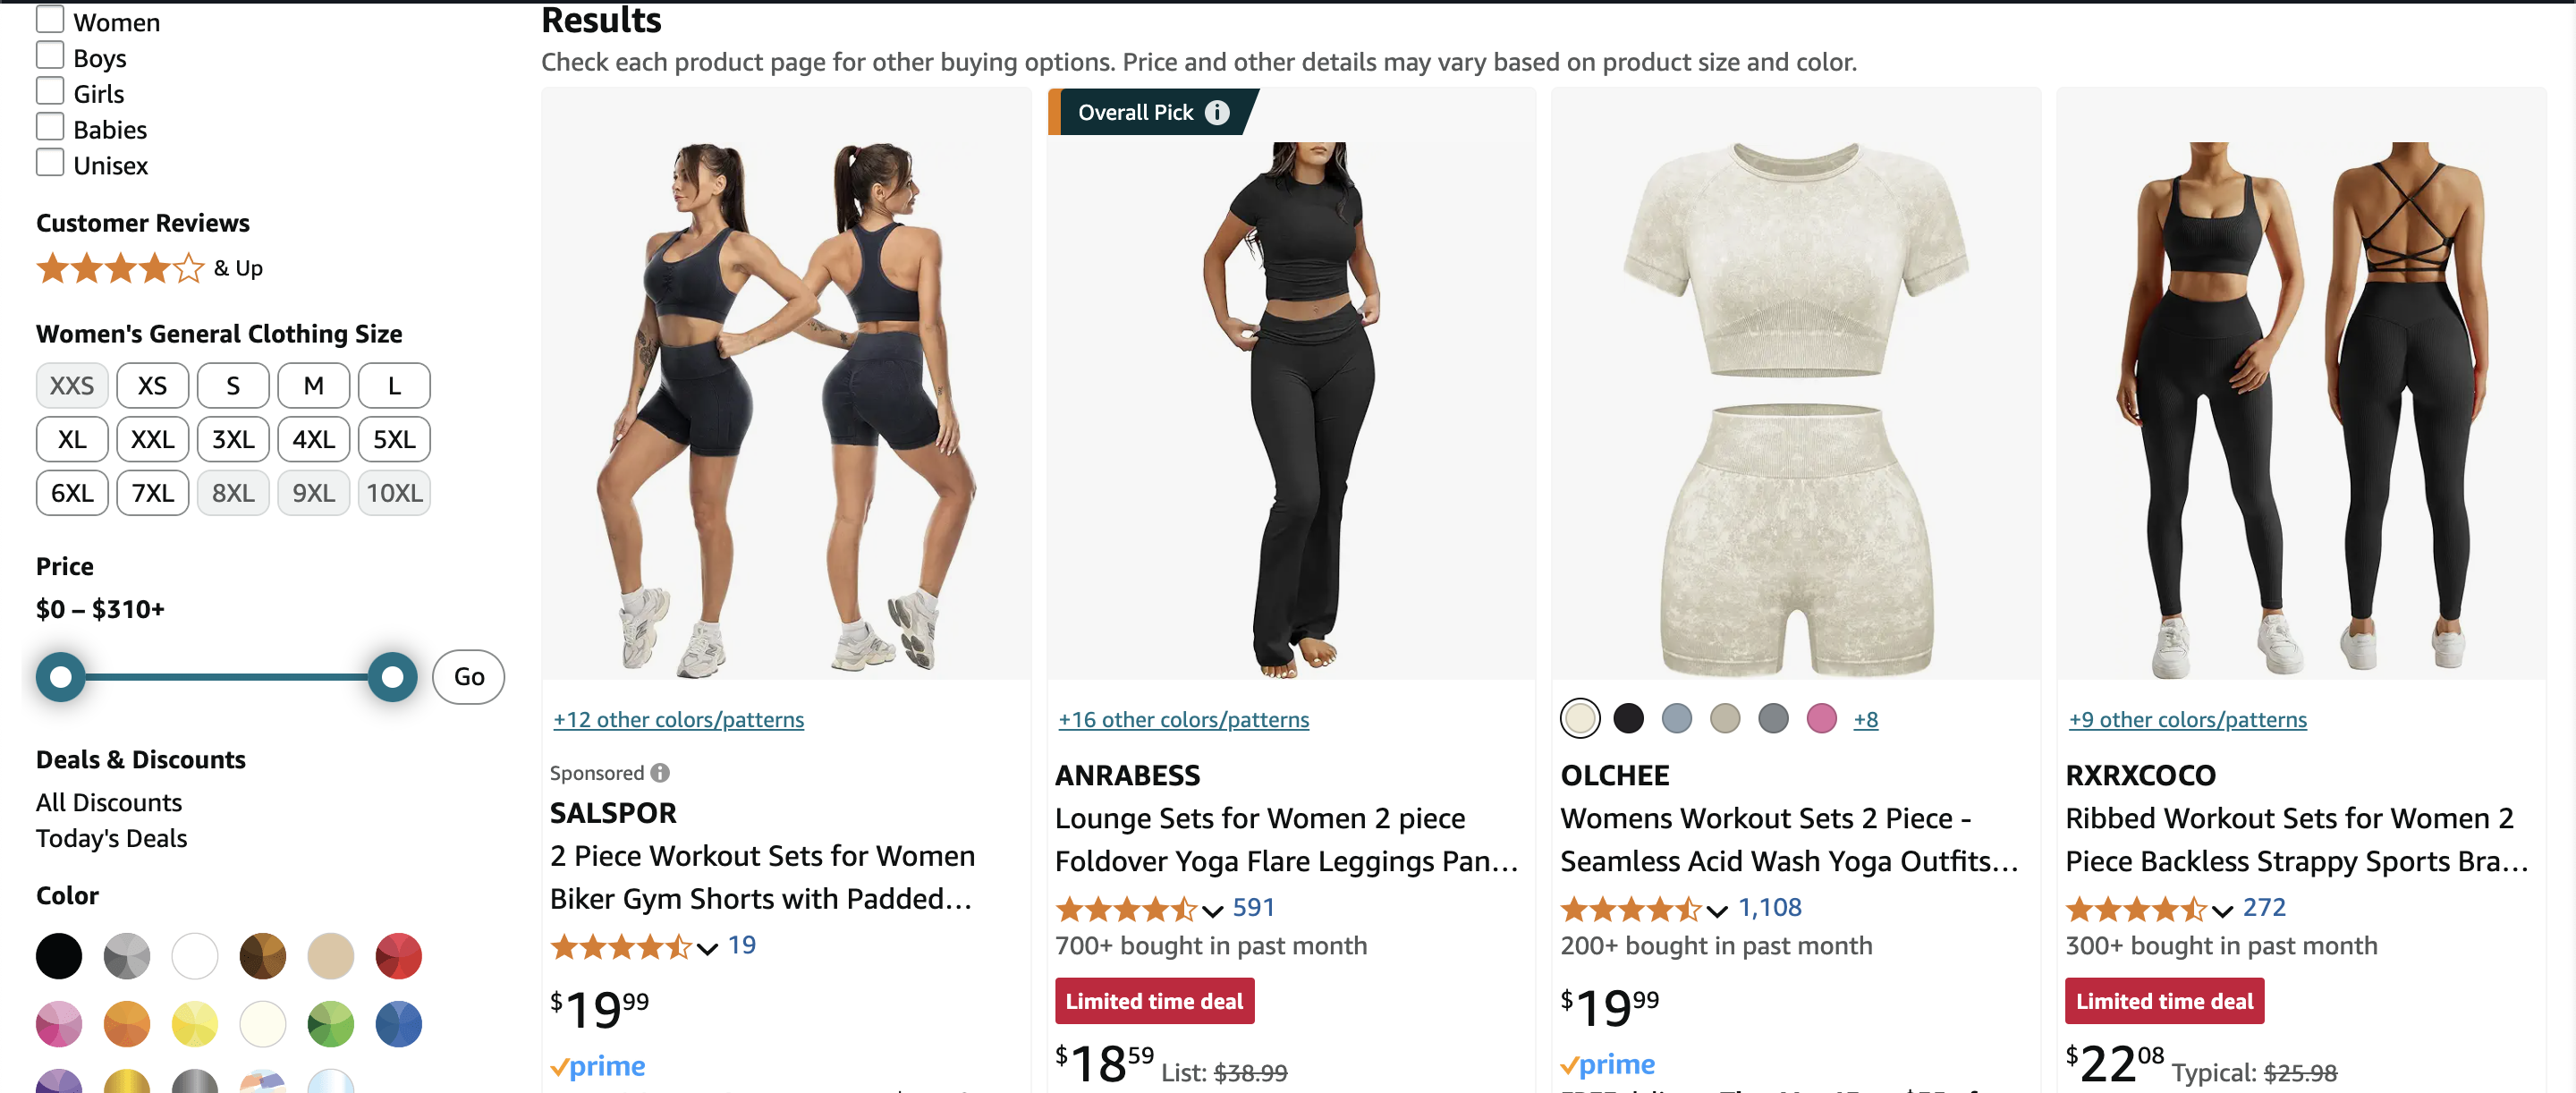 Women
Boys
Girls
Babies
Unisex
Customer Reviews
& Up
Women's General Clothing Size
XXS XS S M L
XL XXL 3XL 4XL 5XL
6XL 7XL 8XL 9XL 10XL
Price
$0 – $310+
Go
Deals & Discounts
All Discounts
Today's Deals
Color
Results
Check each product page for other buying options. Price and other details may vary based on product size and color.
+12 other colors/patterns
Sponsored
SALSPOR
2 Piece Workout Sets for Women
Biker Gym Shorts with Padded...
19
$19.99
prime
Overall Pick
+16 other colors/patterns
ANRABESS
Lounge Sets for Women 2 piece
Foldover Yoga Flare Leggings Pan...
591
700+ bought in past month
Limited time deal
$18.59 List: $38.99
+8
OLCHEE
Womens Workout Sets 2 Piece -
Seamless Acid Wash Yoga Outfits...
1,108
200+ bought in past month
$19.99
prime
+9 other colors/patterns
RXRXCOCO
Ribbed Workout Sets for Women 2
Piece Backless Strappy Sports Bra...
272
300+ bought in past month
Limited time deal
$22.08 Typical: $25.98